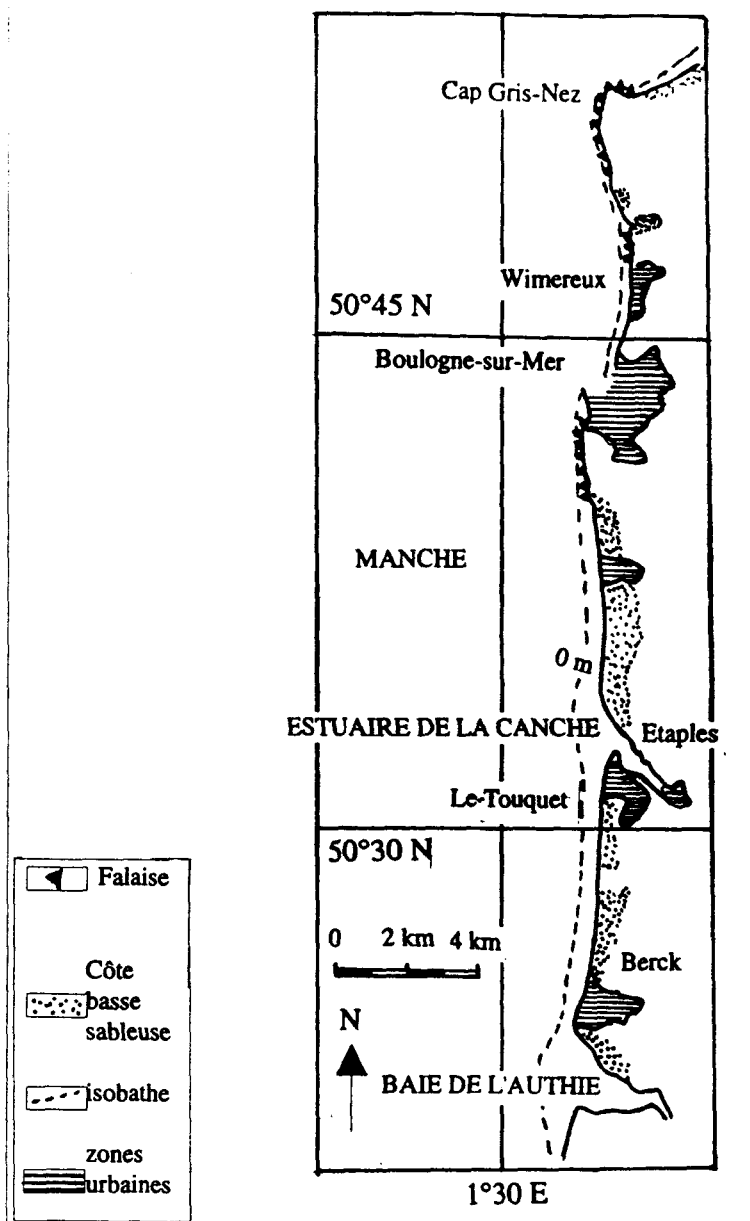 Cap Gris-Nez
Wimereux
50°45 N
Boulogne-sur-Mer
MANCHE
0 m
ESTUAIRE DE LA CANCHE
Etaples
Le-Touquet
50°30 N
0 2 km 4 km
Berck
N
BAIE DE L'AUTHIE
1°30 E
Falaise
Côte
basse
sableuse
isobathe
zones
urbaines